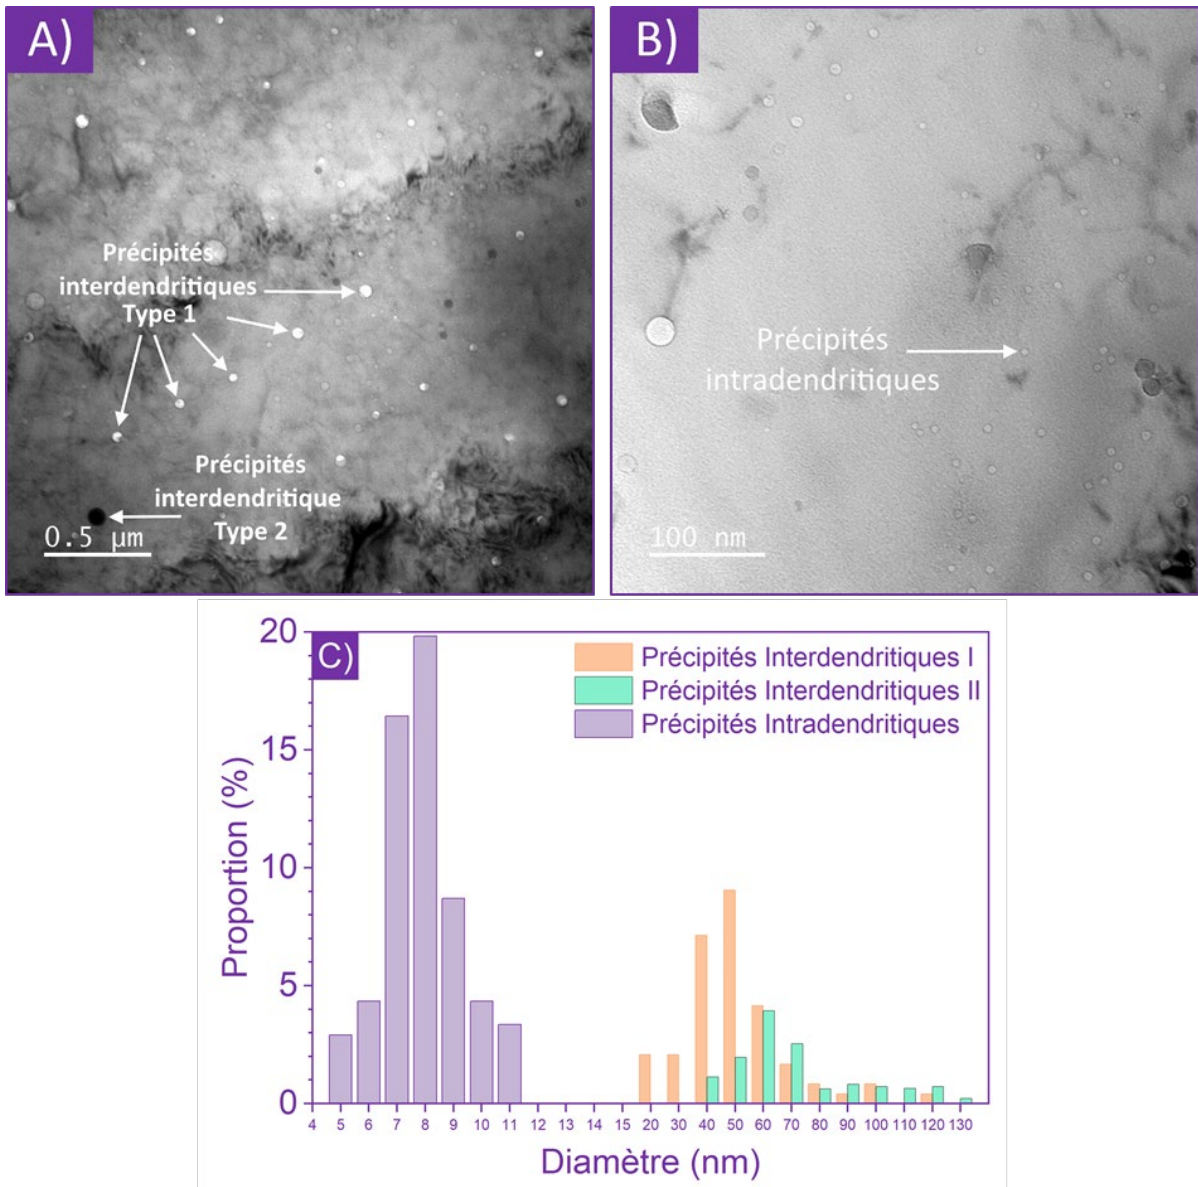 A)
Précipités
interdendritiques
Type 1
Précipités
interdendritique
Type 2
0.5 µm
B)
Précipités
intradendritiques
100 nm
C)
Précipités Interdendritiques I
Précipités Interdendritiques II
Précipités Intradendritiques
20
15
10
5
0
Proportion (%)
4 5 6 7 8 9 10 11 12 13 14 15 20 30 40 50 60 70 80 90 100 110 120 130
Diamètre (nm)